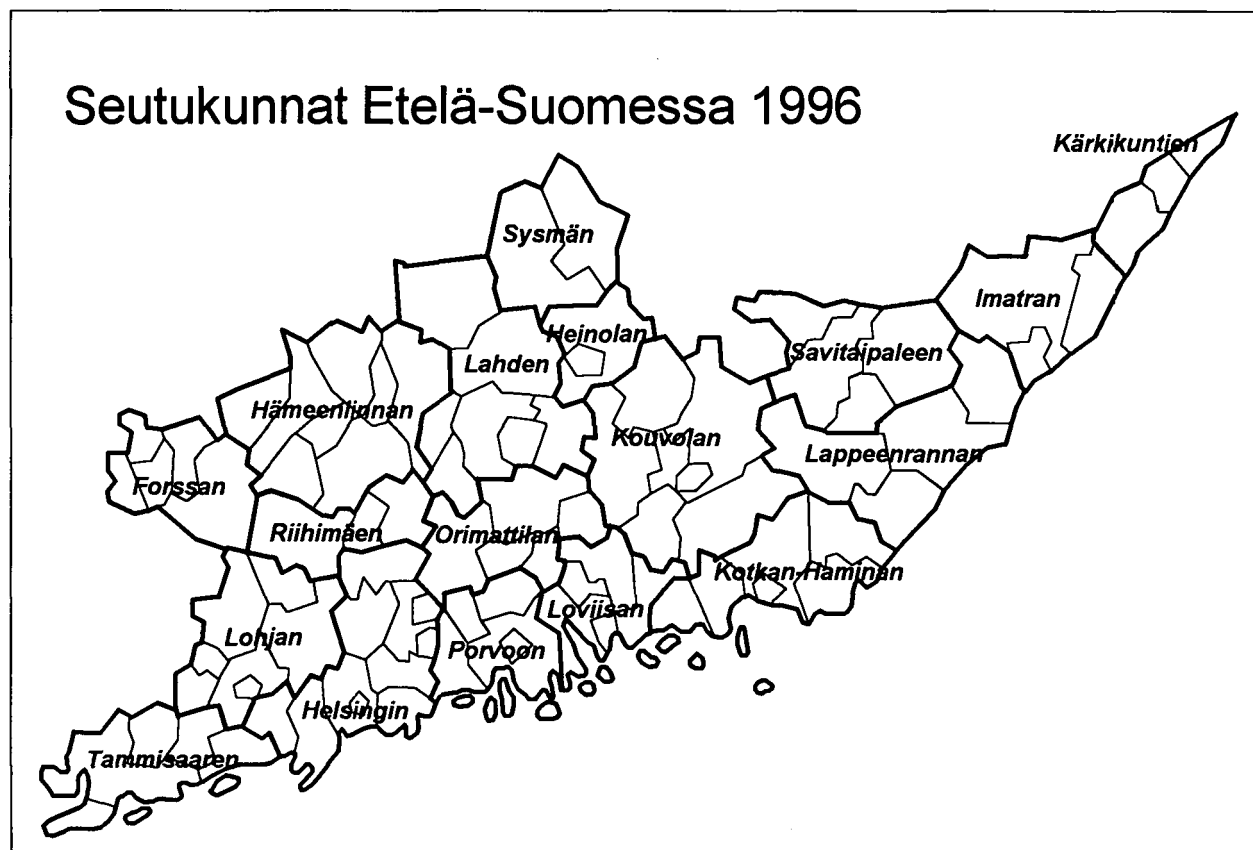 Seutukunnat Etelä-Suomessa 1996
Kärkikuntien
Sysmän
Imatran
Heinolan
Savitaipaleen
Lahden
Hämeenlinnan
Kouvolan
Lappeenrannan
Forssan
Riihimäen
Orimattilan
Kotkan-Haminan
Loviisan
Lohjan
Porvoon
Helsingin
Tammisaaren